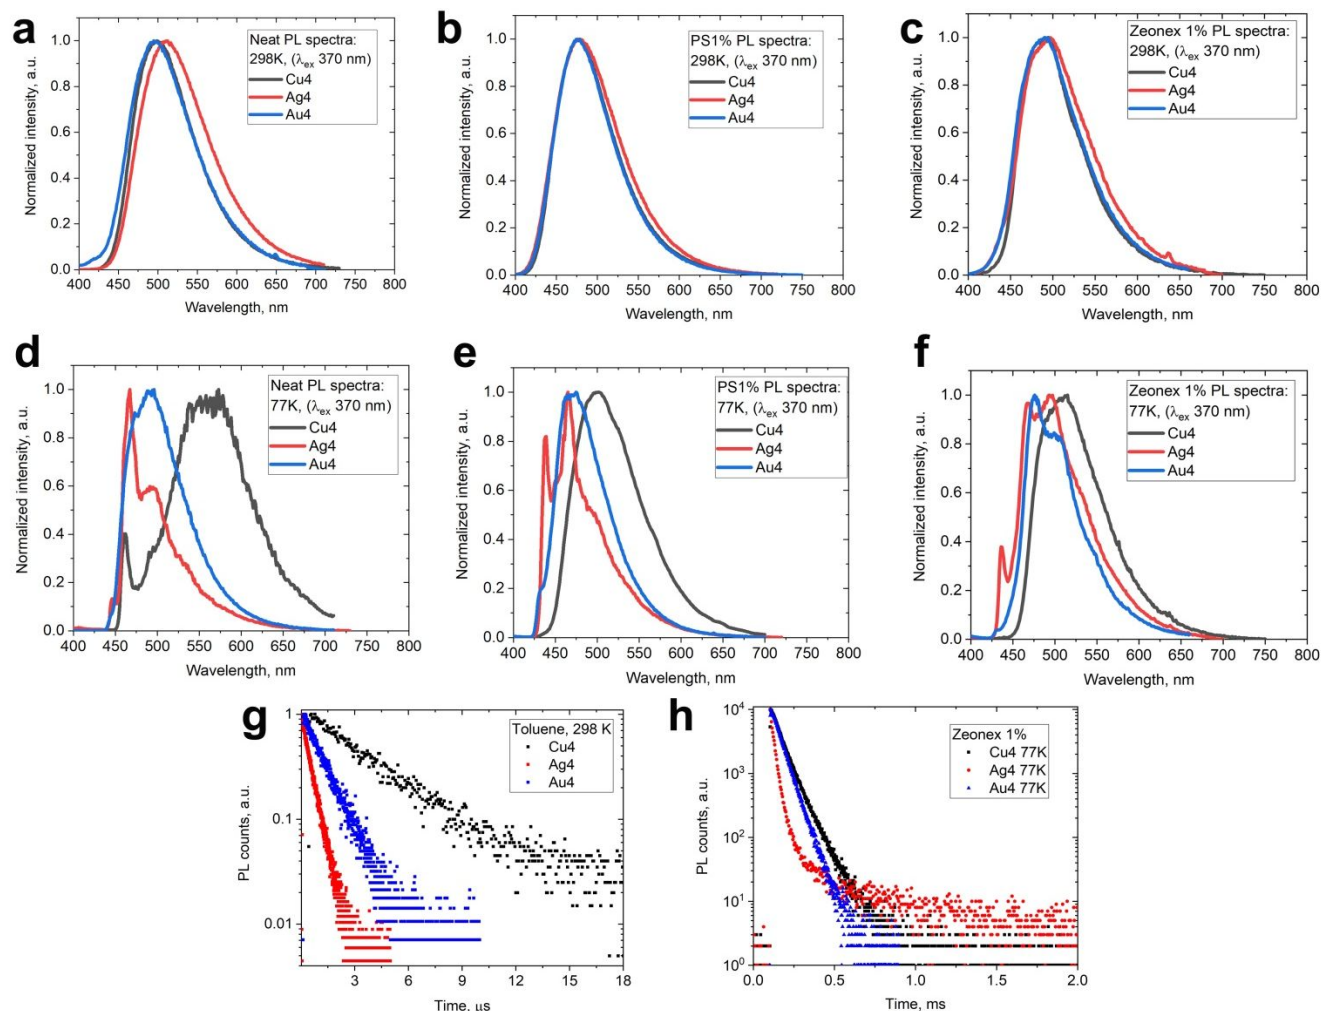 a
Neat PL spectra:
298K, (λex 370 nm)
Cu4
Ag4
Au4
Normalized intensity, a.u.
1.0
0.8
0.6
0.4
0.2
0.0
400 450 500 550 600 650 700 750 800
Wavelength, nm
b
PS1% PL spectra:
298K, (λex 370 nm)
Cu4
Ag4
Au4
Normalized intensity, a.u.
1.0
0.8
0.6
0.4
0.2
0.0
400 450 500 550 600 650 700 750 800
Wavelength, nm
c
Zeonex 1% PL spectra:
298K, (λex 370 nm)
Cu4
Ag4
Au4
Normalized intensity, a.u.
1.0
0.8
0.6
0.4
0.2
0.0
400 450 500 550 600 650 700 750 800
Wavelength, nm
d
Neat PL spectra:
77K, (λex 370 nm)
Cu4
Ag4
Au4
Normalized intensity, a.u.
1.0
0.8
0.6
0.4
0.2
0.0
400 450 500 550 600 650 700 750 800
Wavelength, nm
e
PS1% PL spectra:
77K, (λex 370 nm)
Cu4
Ag4
Au4
Normalized intensity, a.u.
1.0
0.8
0.6
0.4
0.2
0.0
400 450 500 550 600 650 700 750 800
Wavelength, nm
f
Zeonex 1% PL spectra:
77K, (λex 370 nm)
Cu4
Ag4
Au4
Normalized intensity, a.u.
1.0
0.8
0.6
0.4
0.2
0.0
400 450 500 550 600 650 700 750 800
Wavelength, nm
g
Toluene, 298 K
Cu4
Ag4
Au4
PL counts, a.u.
1
0.1
0.01
3 6 9 12 15 18
Time, μs
h
Zeonex 1%
Cu4 77K
Ag4 77K
Au4 77K
PL counts, a.u.
10⁴
10³
10²
10¹
10⁰
0.0 0.5 1.0 1.5 2.0
Time, ms